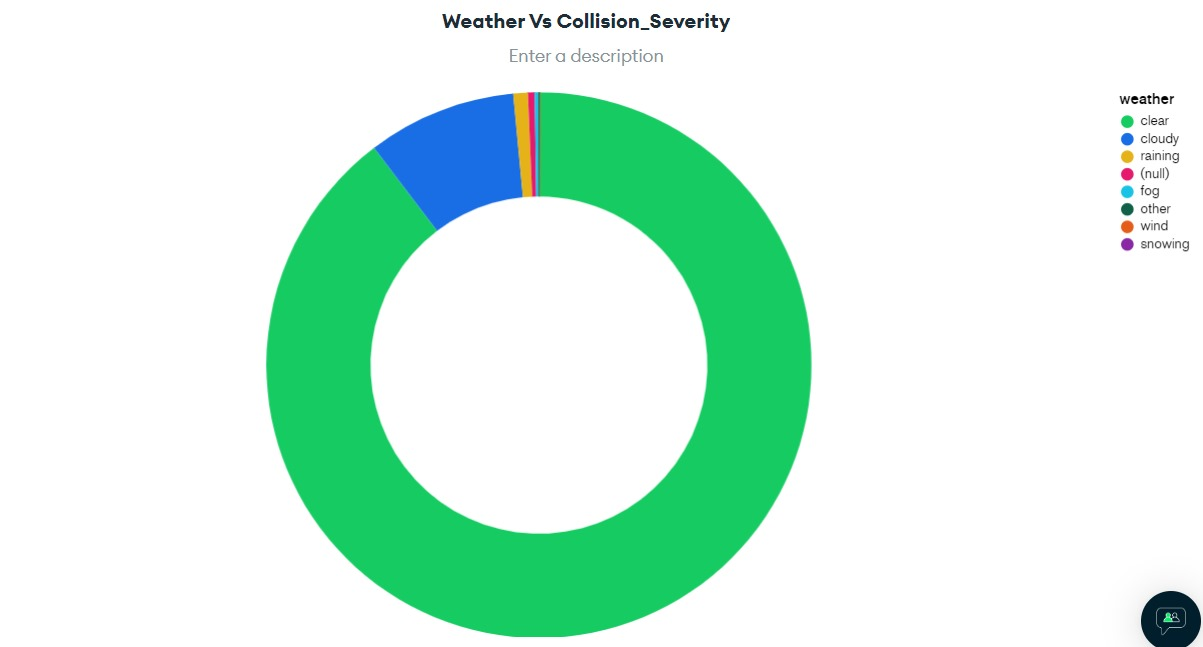 Weather Vs Collision_Severity
Enter a description
weather
clear
cloudy
raining
(null)
fog
other
wind
snowing